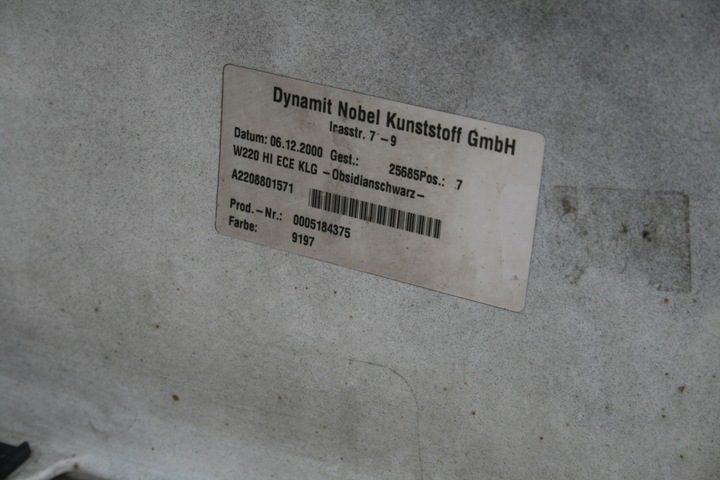 Dynamit Nobel Kunststoff GmbH
Irasstr. 7-9
Datum: 06.12.2000 Gest.: 25685Pos.: 7
W220 HI ECE KLG -Obsidianschwarz-
A2208801571
Prod.-Nr.: 0005184375
Farbe: 9197